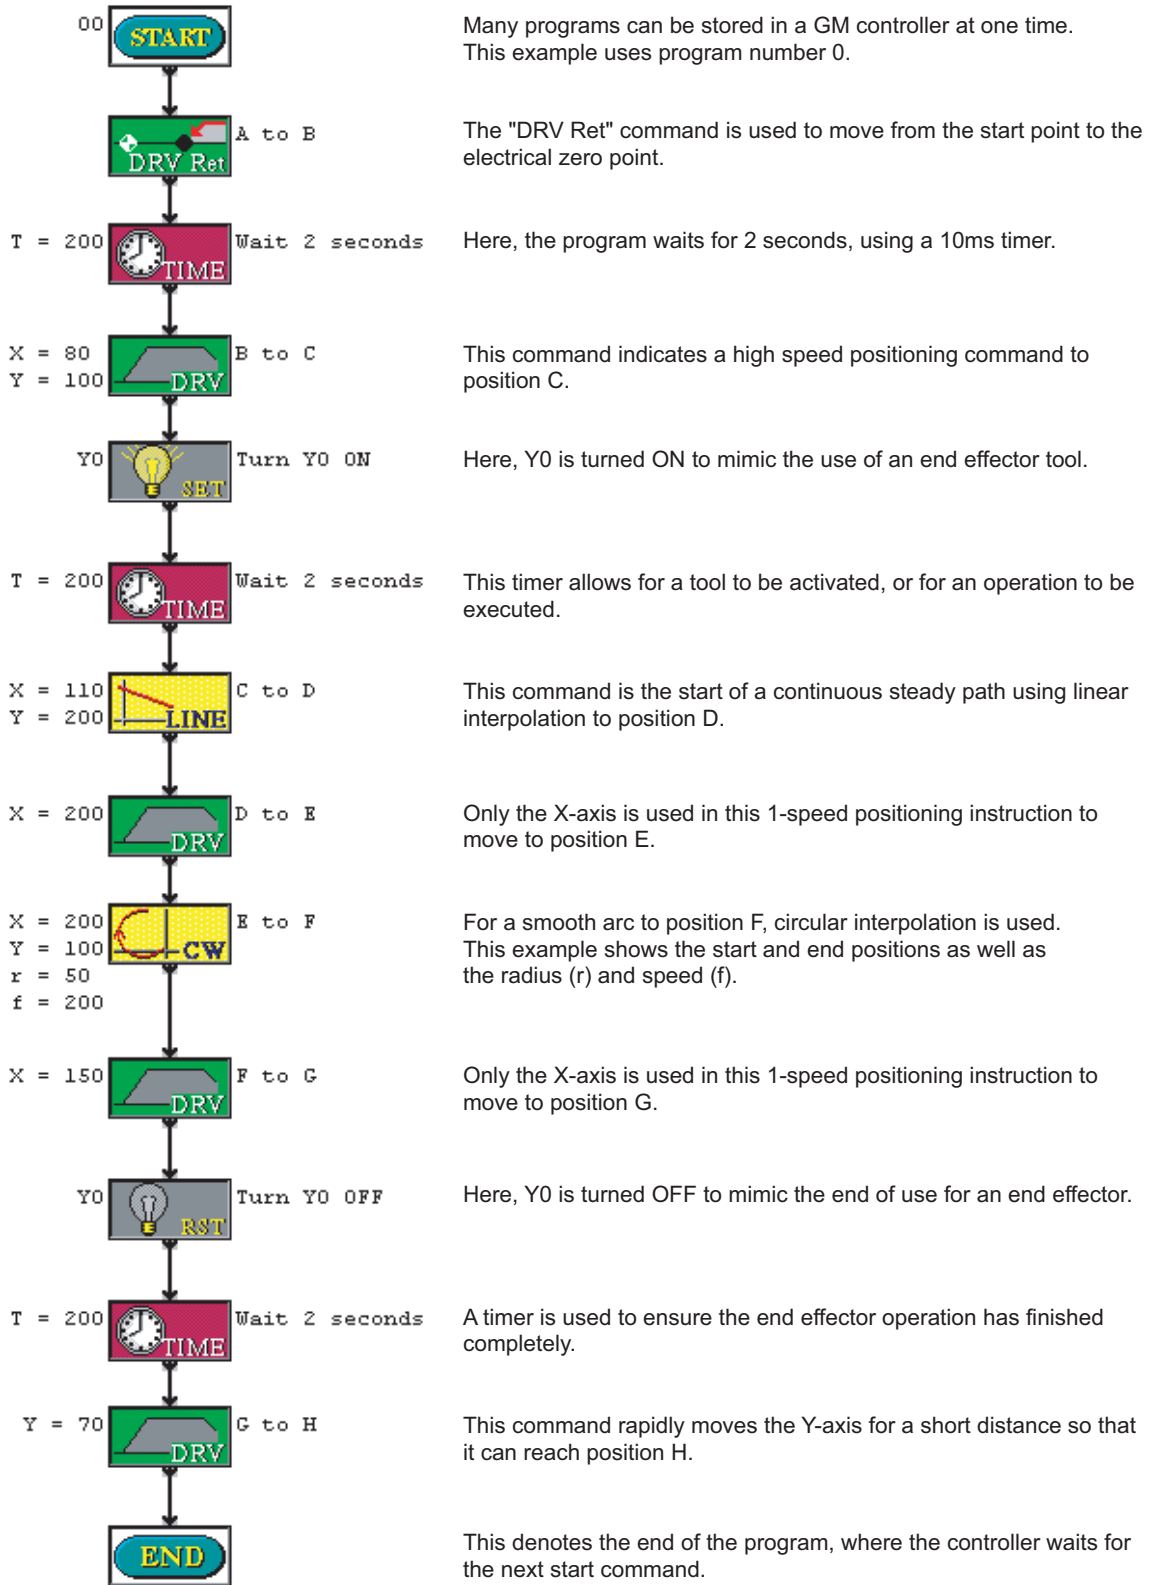 00 START
Many programs can be stored in a GM controller at one time.
This example uses program number 0.
DRV Ret
A to B
The "DRV Ret" command is used to move from the start point to the
electrical zero point.
T = 200
TIME
Wait 2 seconds
Here, the program waits for 2 seconds, using a 10ms timer.
X = 80
Y = 100
DRV
B to C
This command indicates a high speed positioning command to
position C.
Y0
SET
Turn Y0 ON
Here, Y0 is turned ON to mimic the use of an end effector tool.
T = 200
TIME
Wait 2 seconds
This timer allows for a tool to be activated, or for an operation to be
executed.
X = 110
Y = 200
LINE
C to D
This command is the start of a continuous steady path using linear
interpolation to position D.
X = 200
DRV
D to E
Only the X-axis is used in this 1-speed positioning instruction to
move to position E.
X = 200
Y = 100
r = 50
f = 200
CW
E to F
For a smooth arc to position F, circular interpolation is used.
This example shows the start and end positions as well as
the radius (r) and speed (f).
X = 150
DRV
F to G
Only the X-axis is used in this 1-speed positioning instruction to
move to position G.
Y0
RST
Turn Y0 OFF
Here, Y0 is turned OFF to mimic the end of use for an end effector.
T = 200
TIME
Wait 2 seconds
A timer is used to ensure the end effector operation has finished
completely.
Y = 70
DRV
G to H
This command rapidly moves the Y-axis for a short distance so that
it can reach position H.
END
This denotes the end of the program, where the controller waits for
the next start command.